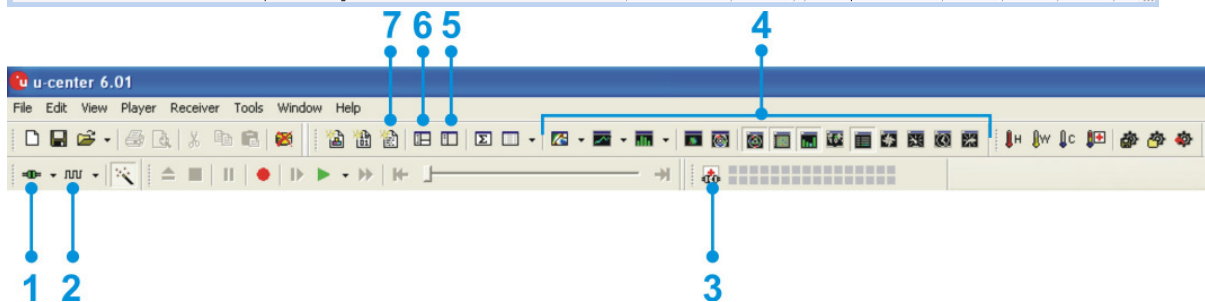 7 6 5 4
u u-center 6.01
File Edit View Player Receiver Tools Window Help
Σ H W C
1 2 3